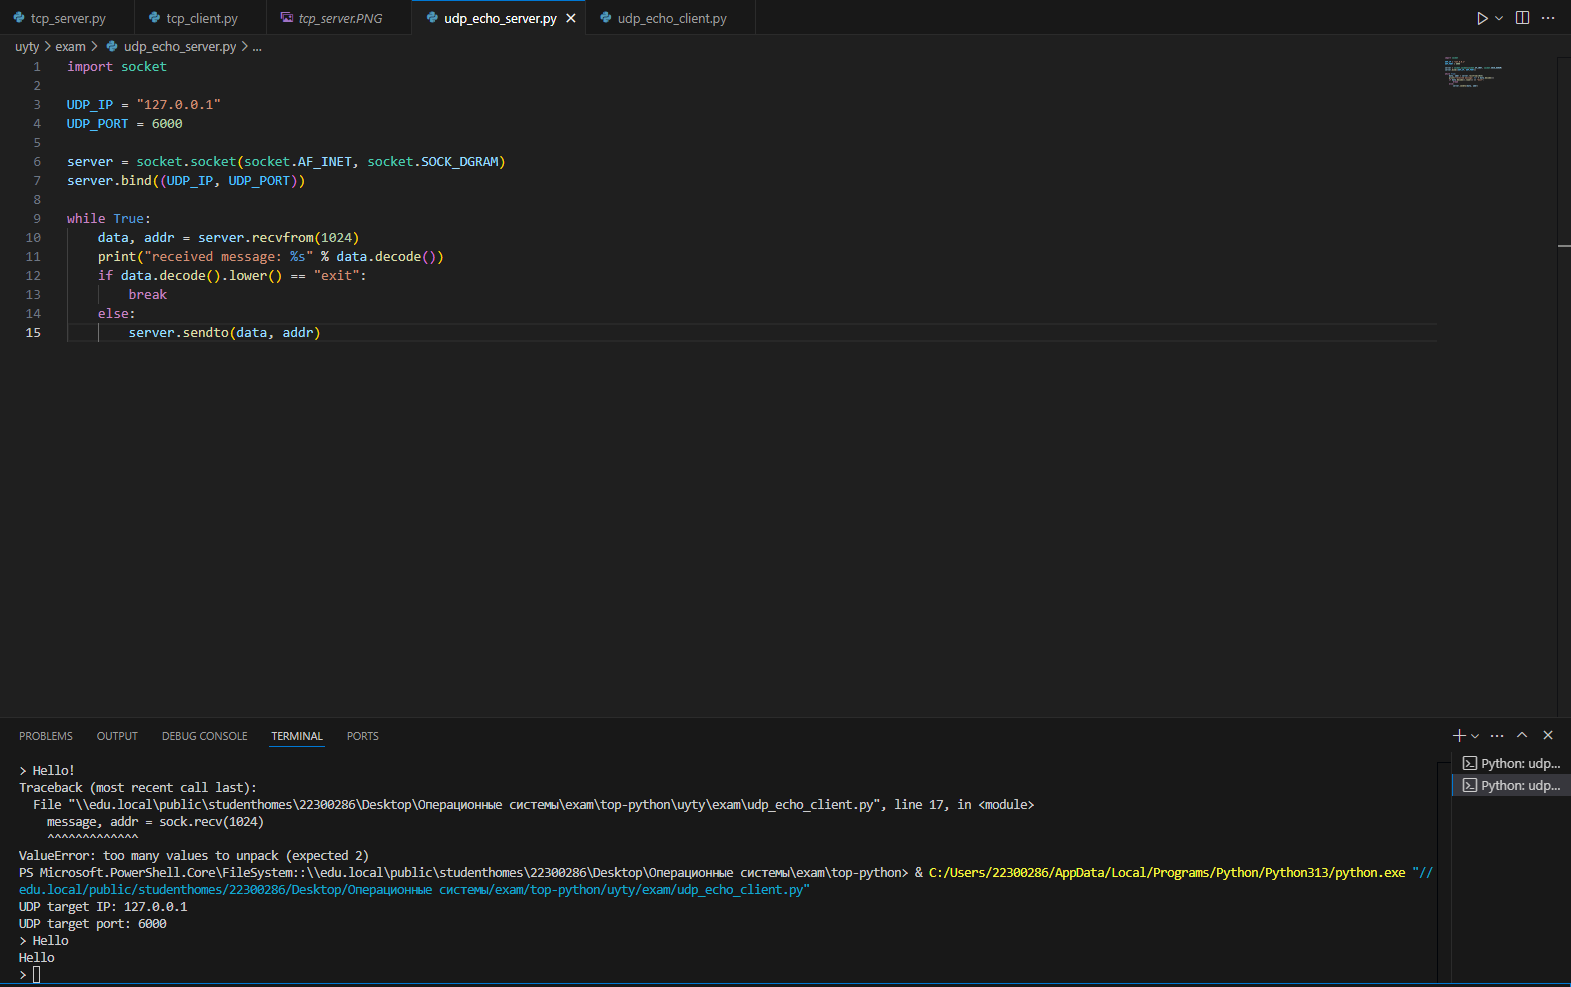 tcp_server.py
tcp_client.py
tcp_server.PNG
udp_echo_server.py
udp_echo_client.py
uyty > exam > udp_echo_server.py > ...
1 import socket
2
3 UDP_IP = "127.0.0.1"
4 UDP_PORT = 6000
5
6 server = socket.socket(socket.AF_INET, socket.SOCK_DGRAM)
7 server.bind((UDP_IP, UDP_PORT))
8
9 while True:
10     data, addr = server.recvfrom(1024)
11     print("received message: %s" % data.decode())
12     if data.decode().lower() == "exit":
13         break
14     else:
15         server.sendto(data, addr)
PROBLEMS OUTPUT DEBUG CONSOLE TERMINAL PORTS
> Hello!
Traceback (most recent call last):
  File "\\edu.local\public\studenthomes\22300286\Desktop\Операционные системы\exam\top-python\uyty\exam\udp_echo_client.py", line 17, in <module>
    message, addr = sock.recv(1024)
    ^^^^^^^^^^^^^
ValueError: too many values to unpack (expected 2)
PS Microsoft.PowerShell.Core\FileSystem::\\edu.local\public\studenthomes\22300286\Desktop\Операционные системы\exam\top-python> & C:/Users/22300286/AppData/Local/Programs/Python/Python313/python.exe "//
edu.local/public/studenthomes/22300286/Desktop/Операционные системы/exam/top-python/uyty/exam/udp_echo_client.py"
UDP target IP: 127.0.0.1
UDP target port: 6000
> Hello
Hello
>
Python: udp...
Python: udp...